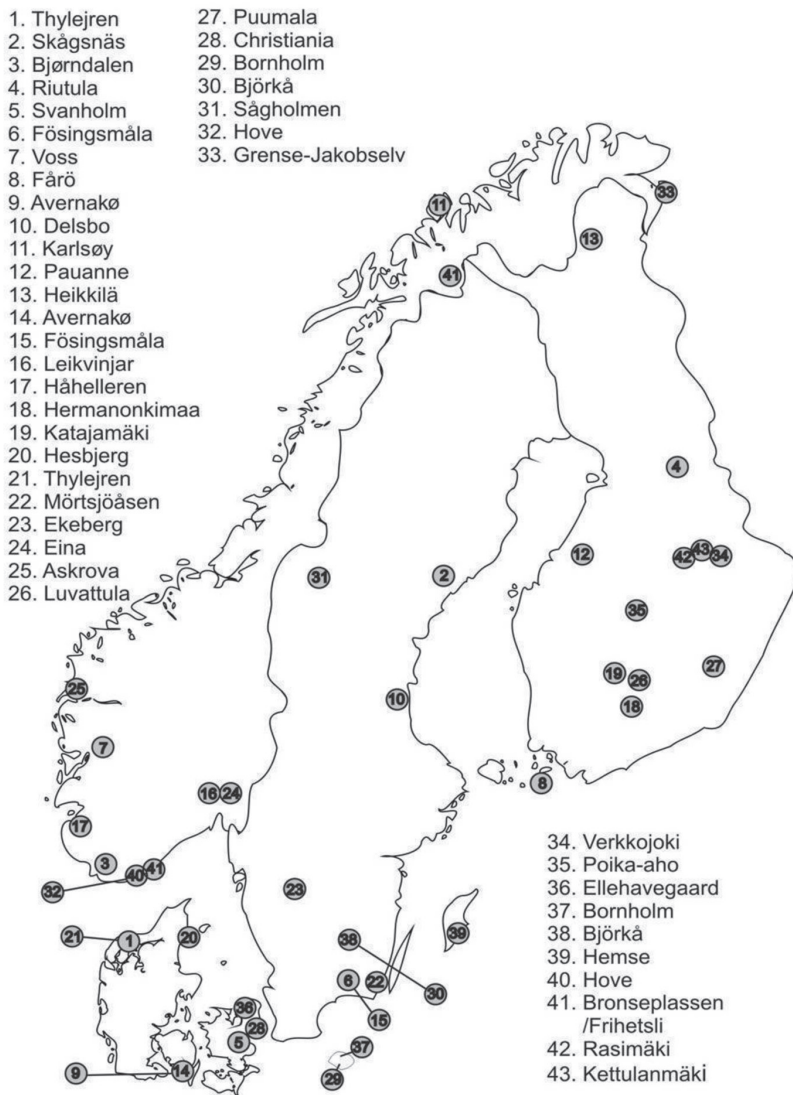 1. Thylejren
2. Skågsnäs
3. Bjørndalen
4. Riutula
5. Svanholm
6. Fösingsmåla
7. Voss
8. Fårö
9. Avernakø
10. Delsbo
11. Karlsøy
12. Pauanne
13. Heikkilä
14. Avernakø
15. Fösingsmåla
16. Leikvinjar
17. Håhelleren
18. Hermanonkimaa
19. Katajamäki
20. Hesbjerg
21. Thylejren
22. Mörtsjöåsen
23. Ekeberg
24. Eina
25. Askrova
26. Luvattula
27. Puumala
28. Christiania
29. Bornholm
30. Björkå
31. Sågholmen
32. Hove
33. Grense-Jakobselv
11
33
13
41
4
12
42
43
34
31
2
35
19
26
27
18
25
10
7
16
24
8
17
3
40
41
32
23
21
1
20
38
39
6
22
30
36
28
5
15
37
9
14
29
34. Verkkojoki
35. Poika-aho
36. Ellehavegaard
37. Bornholm
38. Björkå
39. Hemse
40. Hove
41. Bronseplassen
/Frihetsli
42. Rasimäki
43. Kettulanmäki